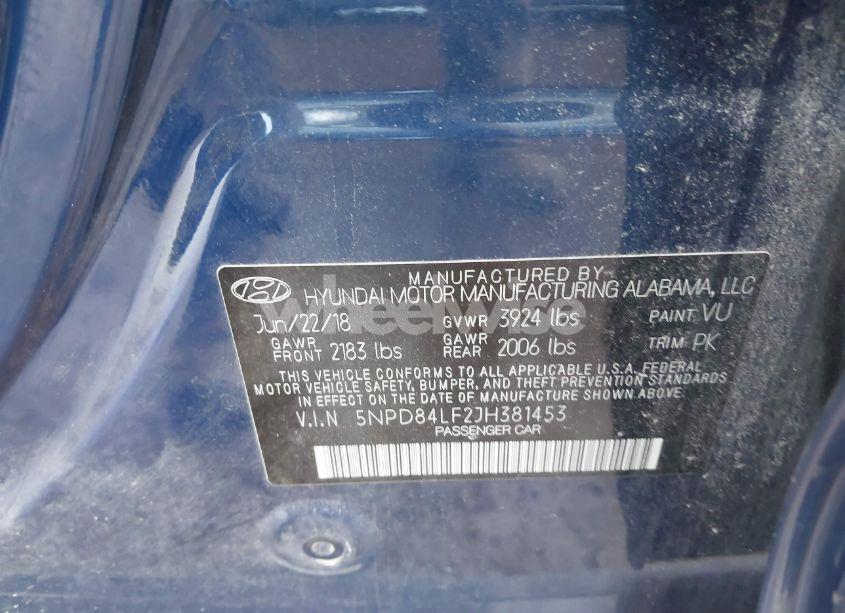 MANUFACTURED BY
HYUNDAI MOTOR MANUFACTURING ALABAMA, LLC
Jun/22/18 GVWR 3924 lbs PAINT VU
GAWR FRONT 2183 lbs GAWR REAR 2006 lbs TRIM PK
THIS VEHICLE CONFORMS TO ALL APPLICABLE U.S.A. FEDERAL
MOTOR VEHICLE SAFETY, BUMPER, AND THEFT PREVENTION STANDARDS
IN EFFECT ON THE DATE OF MANUFACTURE SHOWN ABOVE.
V.I.N 5NPD84LF2JH381453
PASSENGER CAR